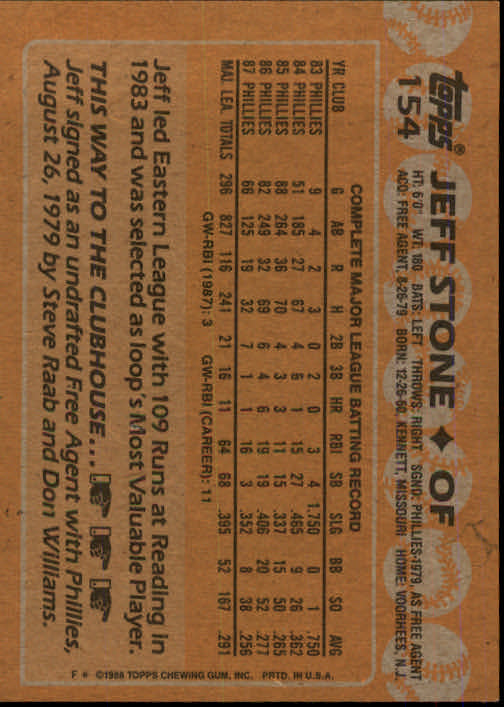 topps® JEFF STONE ♦ OF
154 HT: 6'0" WT: 180 BATS: LEFT THROWS: RIGHT SGND: PHILLIES-1979, AS FREE AGENT
ADD: FREE AGENT, 8-26-79 BORN: 12-26-60, KENNETT, MISSOURI HOME: VOORHEES, N.J.
COMPLETE MAJOR LEAGUE BATTING RECORD
YR CLUB G AB R H 2B 3B HR RBI SB SLG BB SO AVG
83 PHILLIES 9 4 2 3 0 2 0 3 4 1.750 0 1 .750
84 PHILLIES 51 185 27 67 4 6 1 15 27 .465 9 26 .362
85 PHILLIES 88 264 36 70 4 3 3 11 15 .337 15 50 .265
86 PHILLIES 82 249 32 69 6 4 6 19 19 .406 20 52 .277
87 PHILLIES 66 125 19 32 7 1 1 16 3 .352 8 38 .256
MAJ. LEA. TOTALS 296 827 116 241 21 16 11 64 68 .395 52 167 .291
GW-RBI (1987): 3 GW-RBI (CAREER): 11
Jeff led Eastern League with 109 Runs at Reading in
1983 and was selected as loop's Most Valuable Player.
THIS WAY TO THE CLUBHOUSE...
Jeff signed as an undrafted Free Agent with Phillies,
August 26, 1979 by Steve Raab and Don Williams.
F * ©1988 TOPPS CHEWING GUM, INC. PRTD. IN U.S.A.